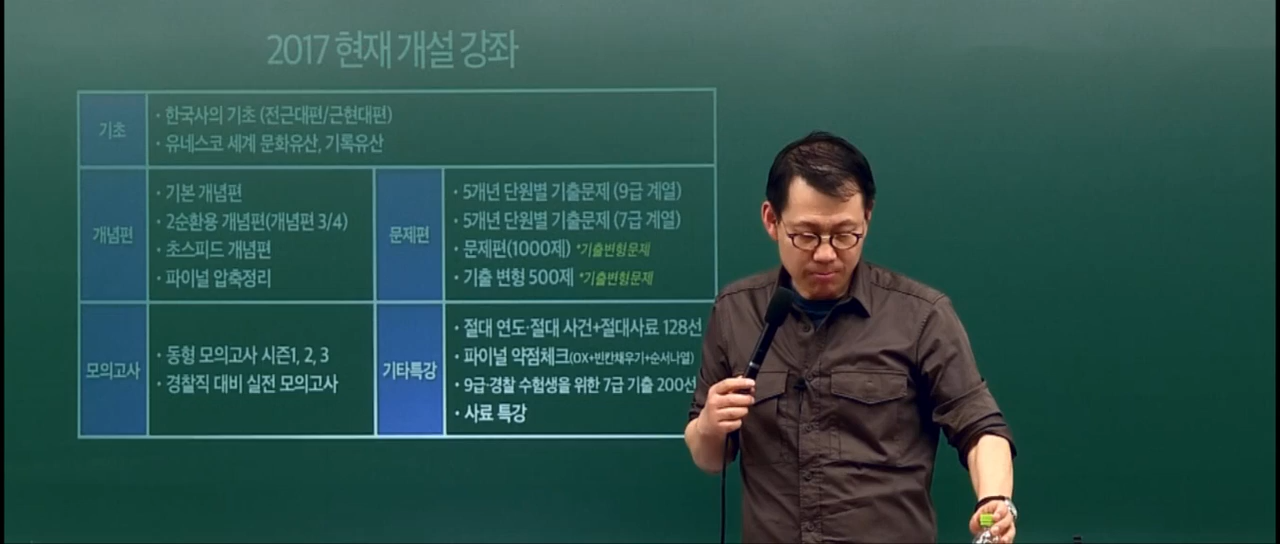 2017 현재 개설 강좌
기초
· 한국사의 기초 (전근대편/근현대편)
· 유네스코 세계 문화유산, 기록유산
개념편
· 기본 개념편
· 2순환용 개념편(개념편 3/4)
· 초스피드 개념편
· 파이널 압축정리
문제편
· 5개년 단원별 기출문제 (9급 계열)
· 5개년 단원별 기출문제 (7급 계열)
· 문제편(1000제) *기출변형문제
· 기출 변형 500제 *기출변형문제
모의고사
· 동형 모의고사 시즌1, 2, 3
· 경찰직 대비 실전 모의고사
기타특강
· 절대 연도·절대 사건+절대사료 128선
· 파이널 약점체크(OX+빈칸채우기+순서나열)
· 9급·경찰 수험생을 위한 7급 기출 200선
· 사료 특강